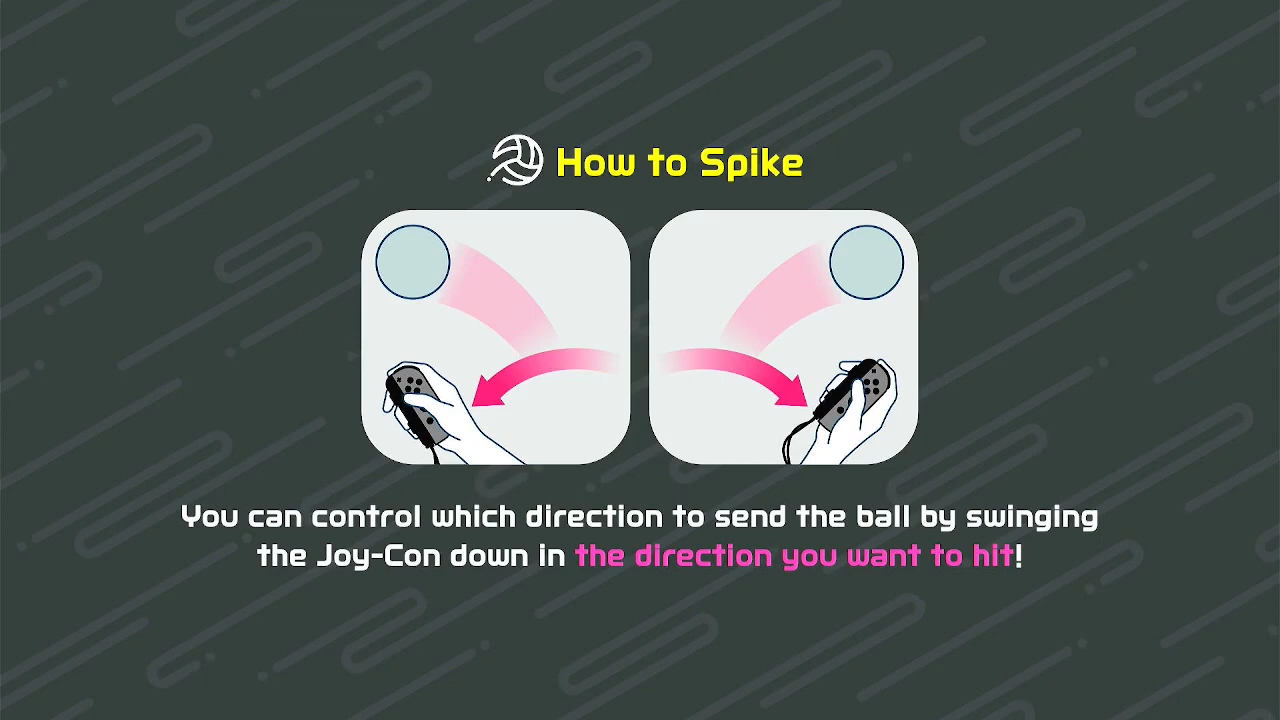 How to Spike
You can control which direction to send the ball by swinging
the Joy-Con down in the direction you want to hit!